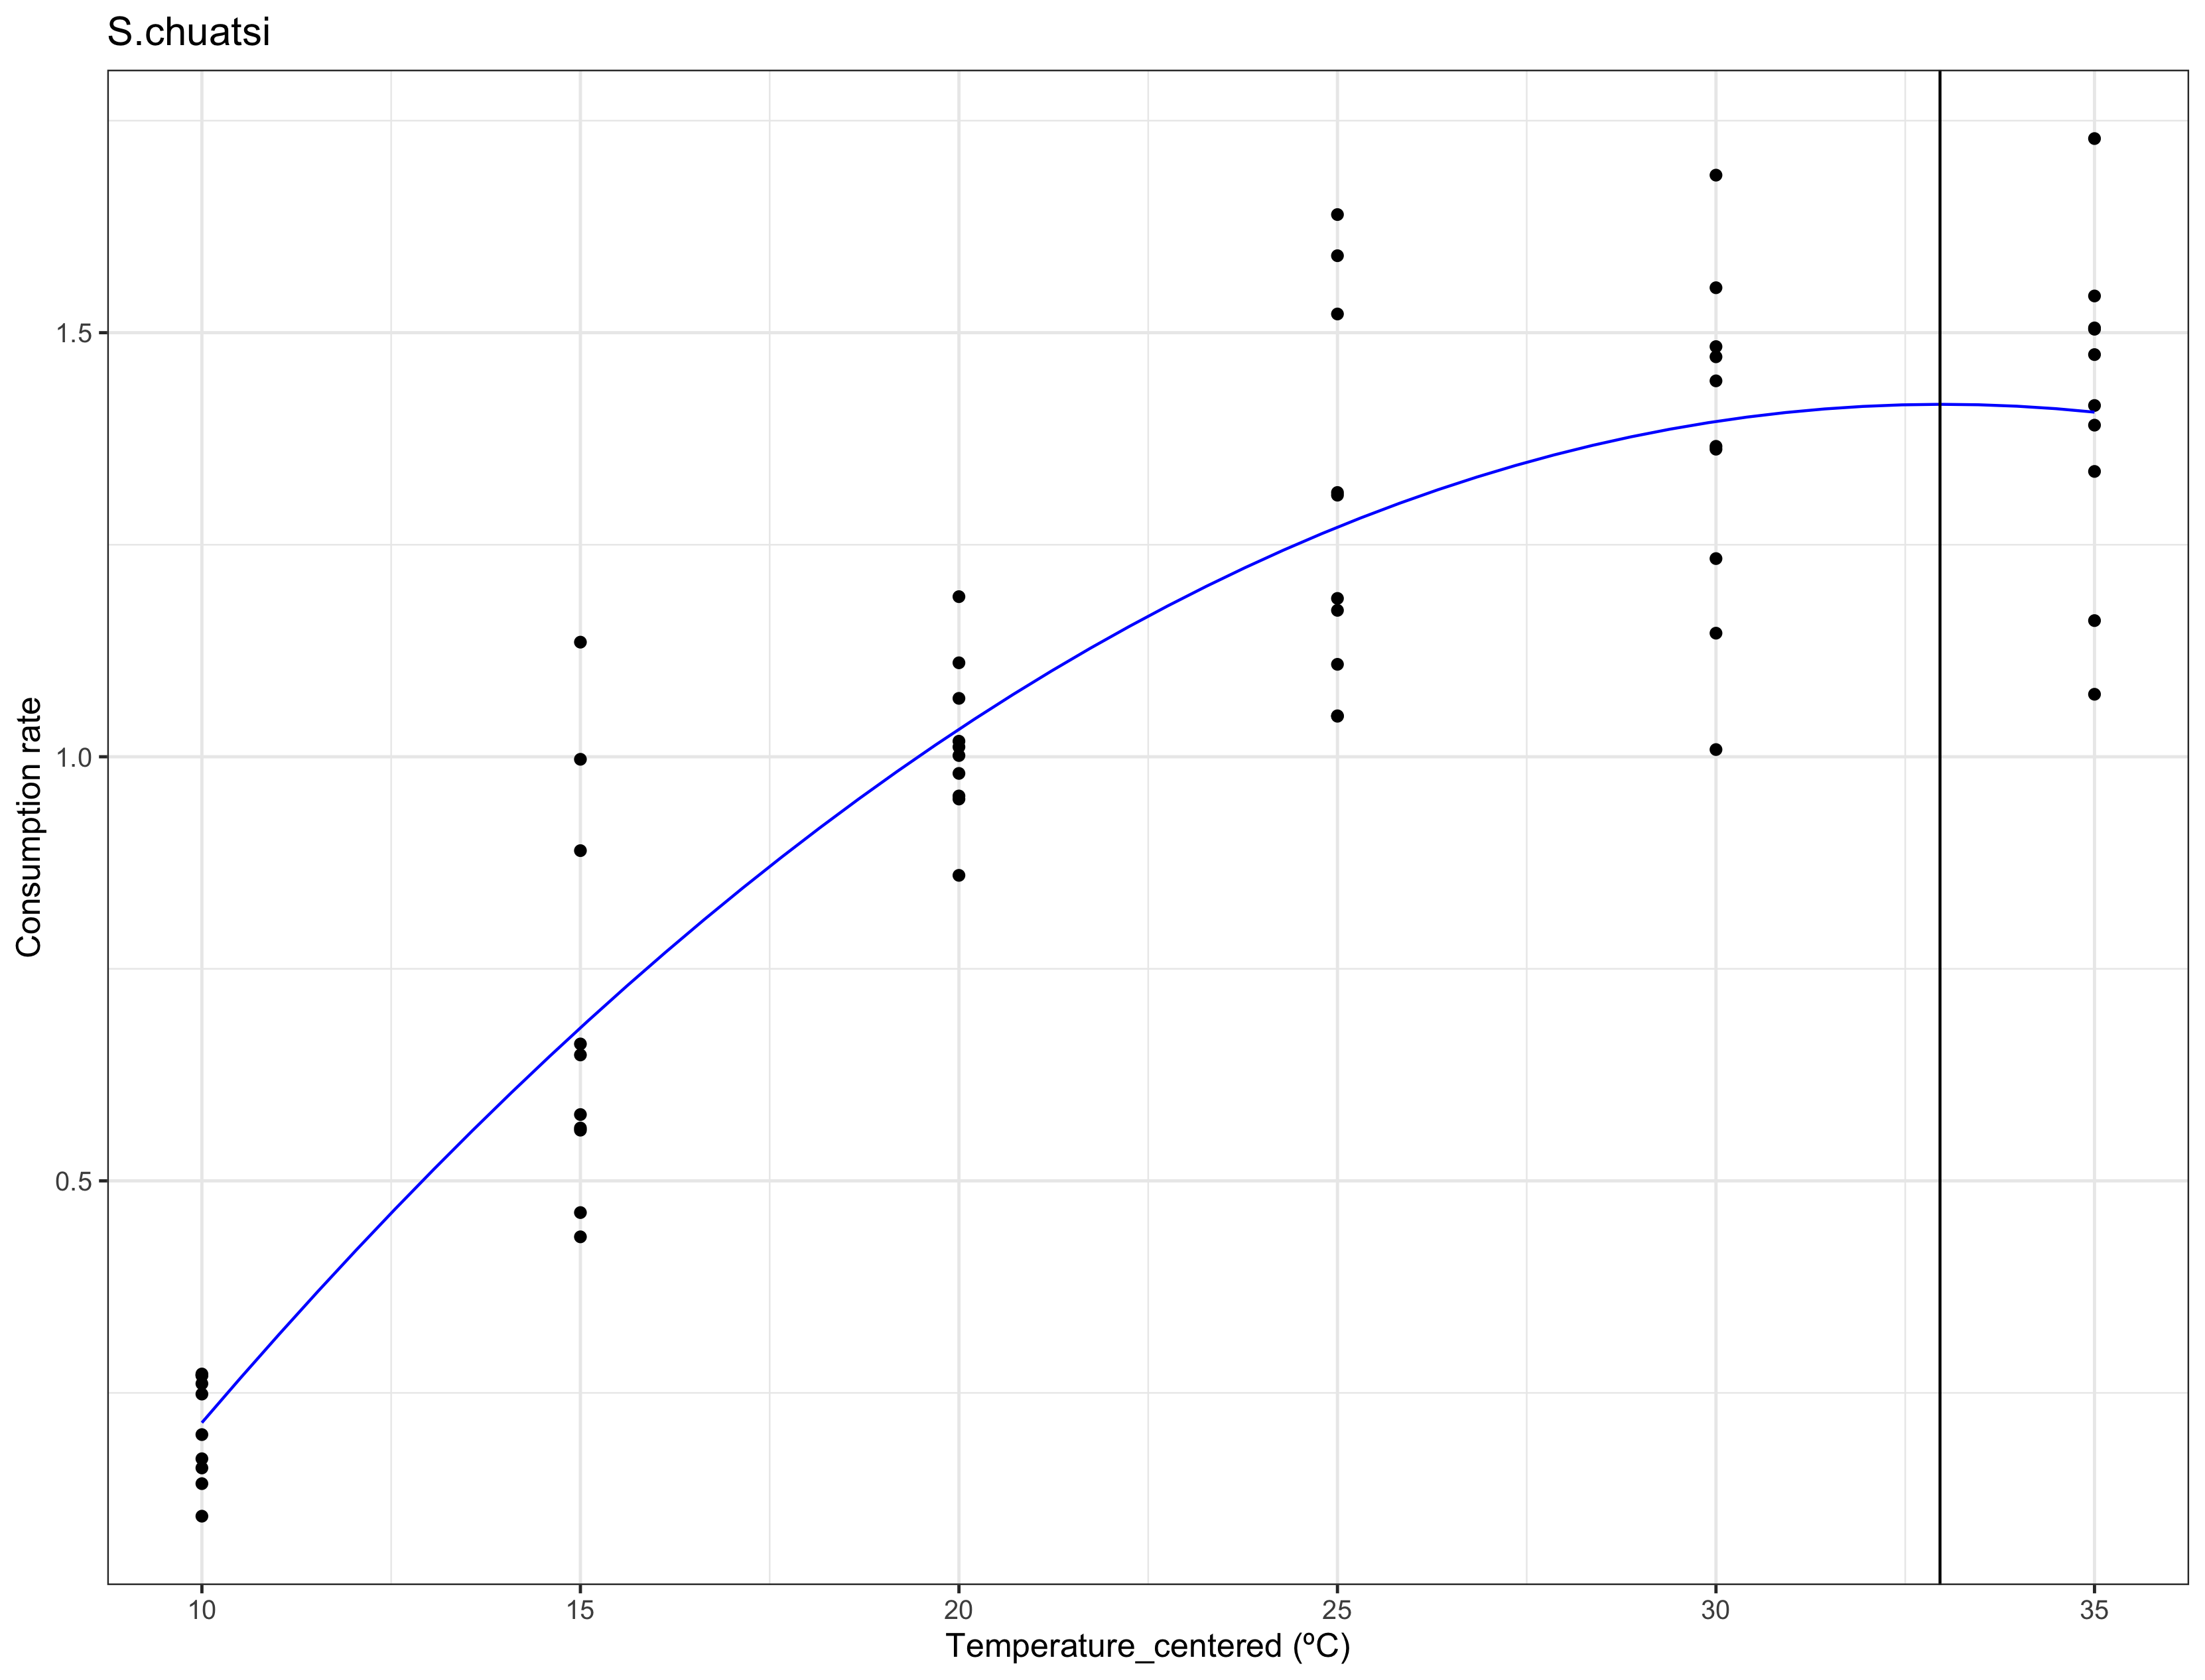 S.chuatsi
1.5
1.0
0.5
Consumption rate
10 15 20 25 30 35
Temperature_centered (ºC)